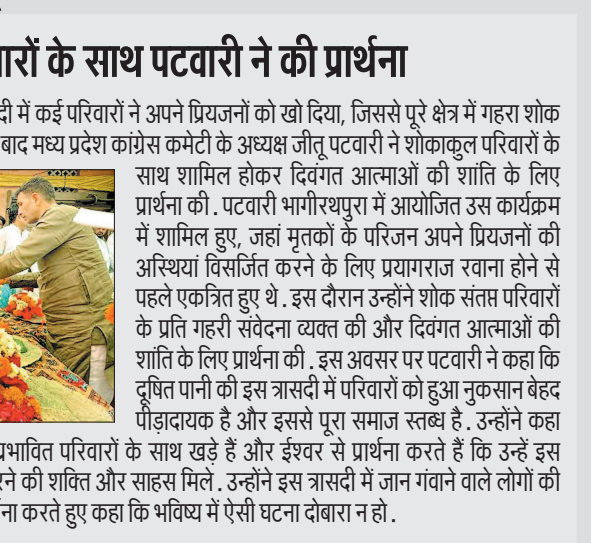 के साथ पटवारी ने की प्रार्थना
में कई परिवारों ने अपने प्रियजनों को खो दिया, जिससे पूरे क्षेत्र में गहरा शोक
बाद मध्य प्रदेश कांग्रेस कमेटी के अध्यक्ष जीतू पटवारी ने शोकाकुल परिवारों के
साथ शामिल होकर दिवंगत आत्माओं की शांति के लिए
प्रार्थना की. पटवारी भागीरथपुरा में आयोजित उस कार्यक्रम
में शामिल हुए, जहां मृतकों के परिजन अपने प्रियजनों की
अस्थियां विसर्जित करने के लिए प्रयागराज रवाना होने से
पहले एकत्रित हुए थे. इस दौरान उन्होंने शोक संतप्त परिवारों
के प्रति गहरी संवेदना व्यक्त की और दिवंगत आत्माओं की
शांति के लिए प्रार्थना की. इस अवसर पर पटवारी ने कहा कि
दूषित पानी की इस त्रासदी में परिवारों को हुआ नुकसान बेहद
पीड़ादायक है और इससे पूरा समाज स्तब्ध है. उन्होंने कहा
प्रभावित परिवारों के साथ खड़े हैं और ईश्वर से प्रार्थना करते हैं कि उन्हें इस
की शक्ति और साहस मिले. उन्होंने इस त्रासदी में जान गंवाने वाले लोगों की
करते हुए कहा कि भविष्य में ऐसी घटना दोबारा न हो.